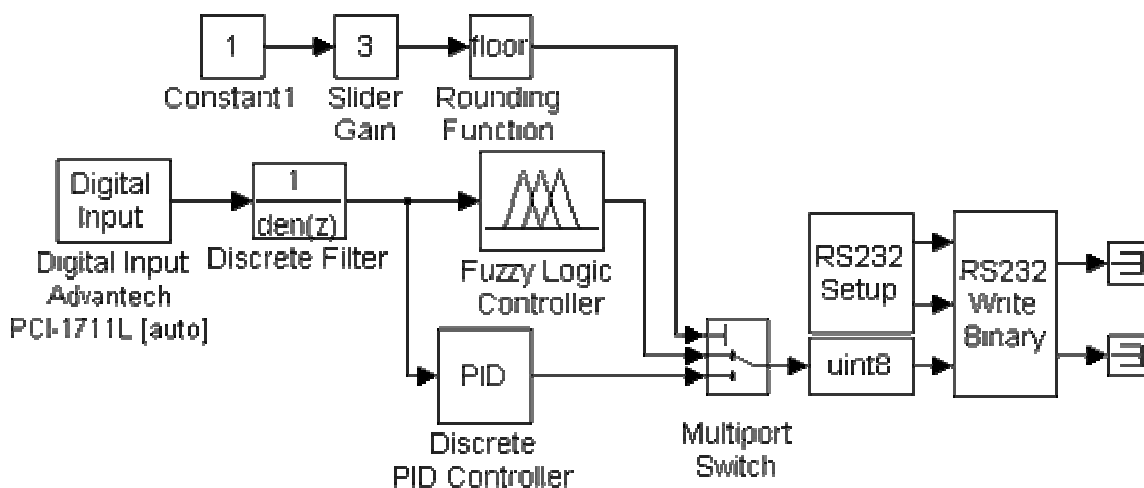 1
Constant1
3
Slider
Gain
floor
Rounding
Function
Digital
Input
Digital Input
Advantech
PCI-1711L [auto]
1
den(z)
Discrete Filter
Fuzzy Logic
Controller
PID
Discrete
PID Controller
Multiport
Switch
RS232
Setup
uint8
RS232
Write
Binary